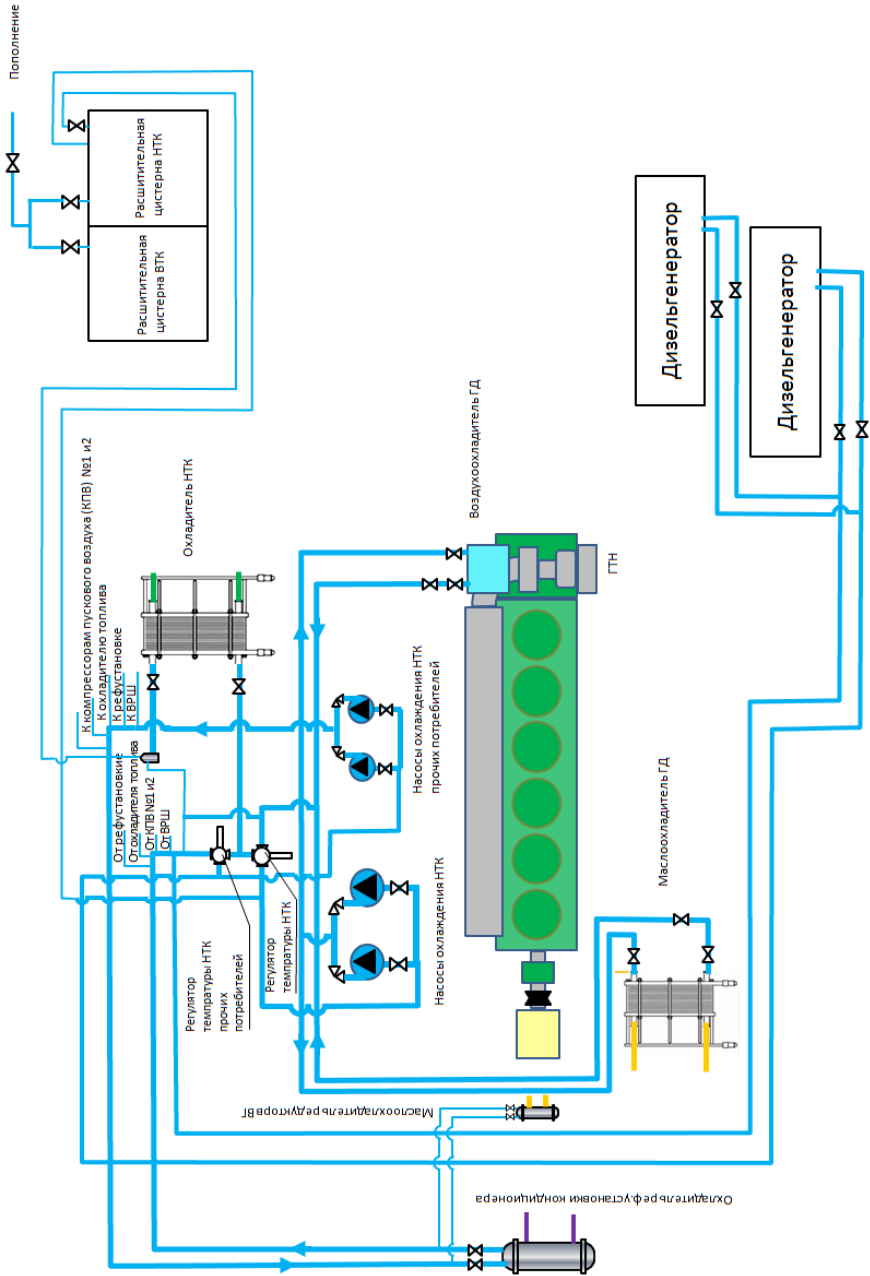 Пополнение
Расшитительная
цистерна НТК
Расшитительная
цистерна ВТК
Дизельгенератор
Дизельгенератор
К компрессорам пускового воздуха (КПВ) №1 и2
К охладителю топлива
К рефустановке
К ВРШ
Охладитель НТК
Воздухоохладитель ГД
ГТН
От рефустановкие
От охладителя топлива
От КПВ №1 и2
От ВРШ
Насосы охлаждения НТК
прочих потребителей
Насосы охлаждения НТК
Регулятор
темпратуры НТК
прочих
потребителей
Регулятор
темпратуры НТК
Маслоохладитель ГД
Маслоохладитель редуктора ВГ
Охладитель реф.установки кондиционера